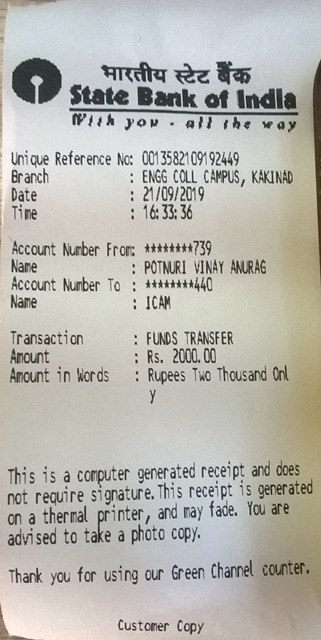 भारतीय स्टेट बैंक
State Bank of India
With you - all the way
Unique Reference No: 0013582109192449
Branch : ENGG COLL CAMPUS, KAKINAD
Date : 21/09/2019
Time : 16:33:36
Account Number From: ********739
Name : POTNURI VINAY ANURAG
Account Number To : ********440
Name : ICAM
Transaction : FUNDS TRANSFER
Amount : Rs. 2000.00
Amount in Words : Rupees Two Thousand Onl
y
This is a computer generated receipt and does
not require signature. This receipt is generated
on a thermal printer, and may fade. You are
advised to take a photo copy.
Thank you for using our Green Channel counter.
Customer Copy